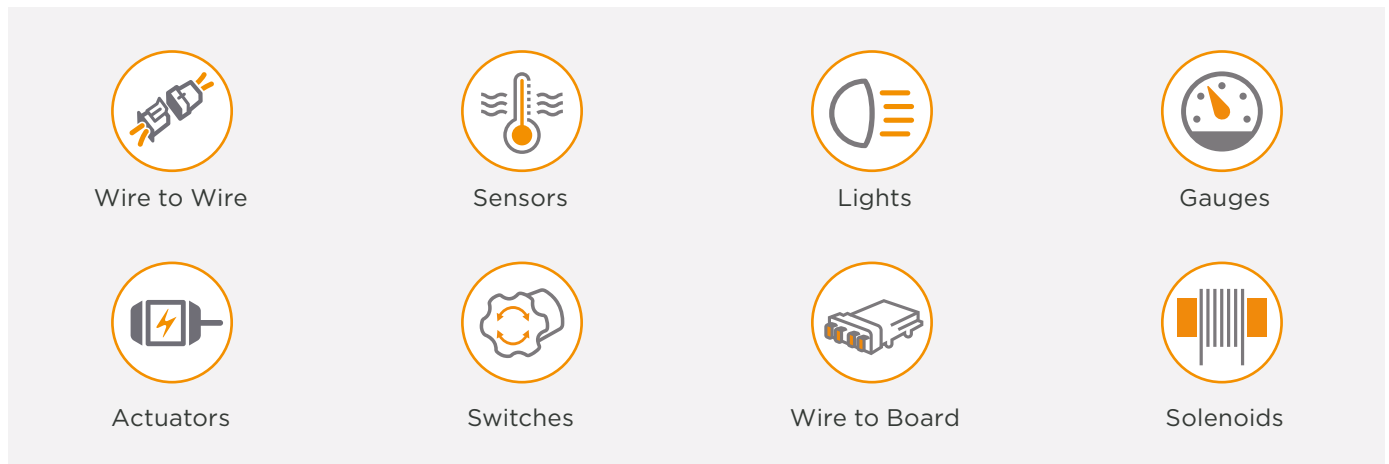 Wire to Wire
Sensors
Lights
Gauges
Actuators
Switches
Wire to Board
Solenoids